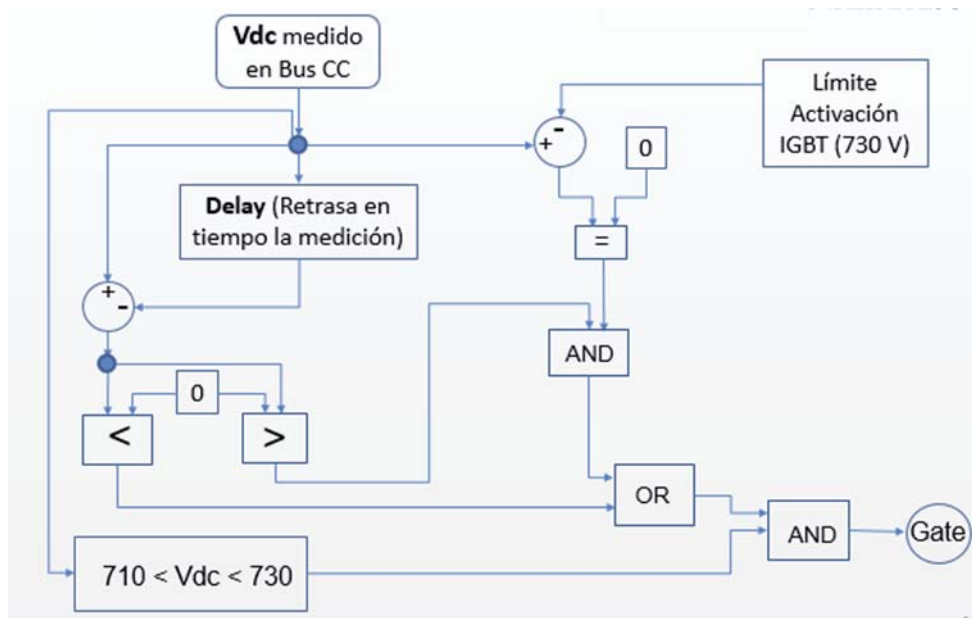 Vdc medido
en Bus CC
Límite
Activación
IGBT (730 V)
-
+
0
Delay (Retrasa en
tiempo la medición)
=
+
-
AND
0
<
>
OR
AND
Gate
710 < Vdc < 730